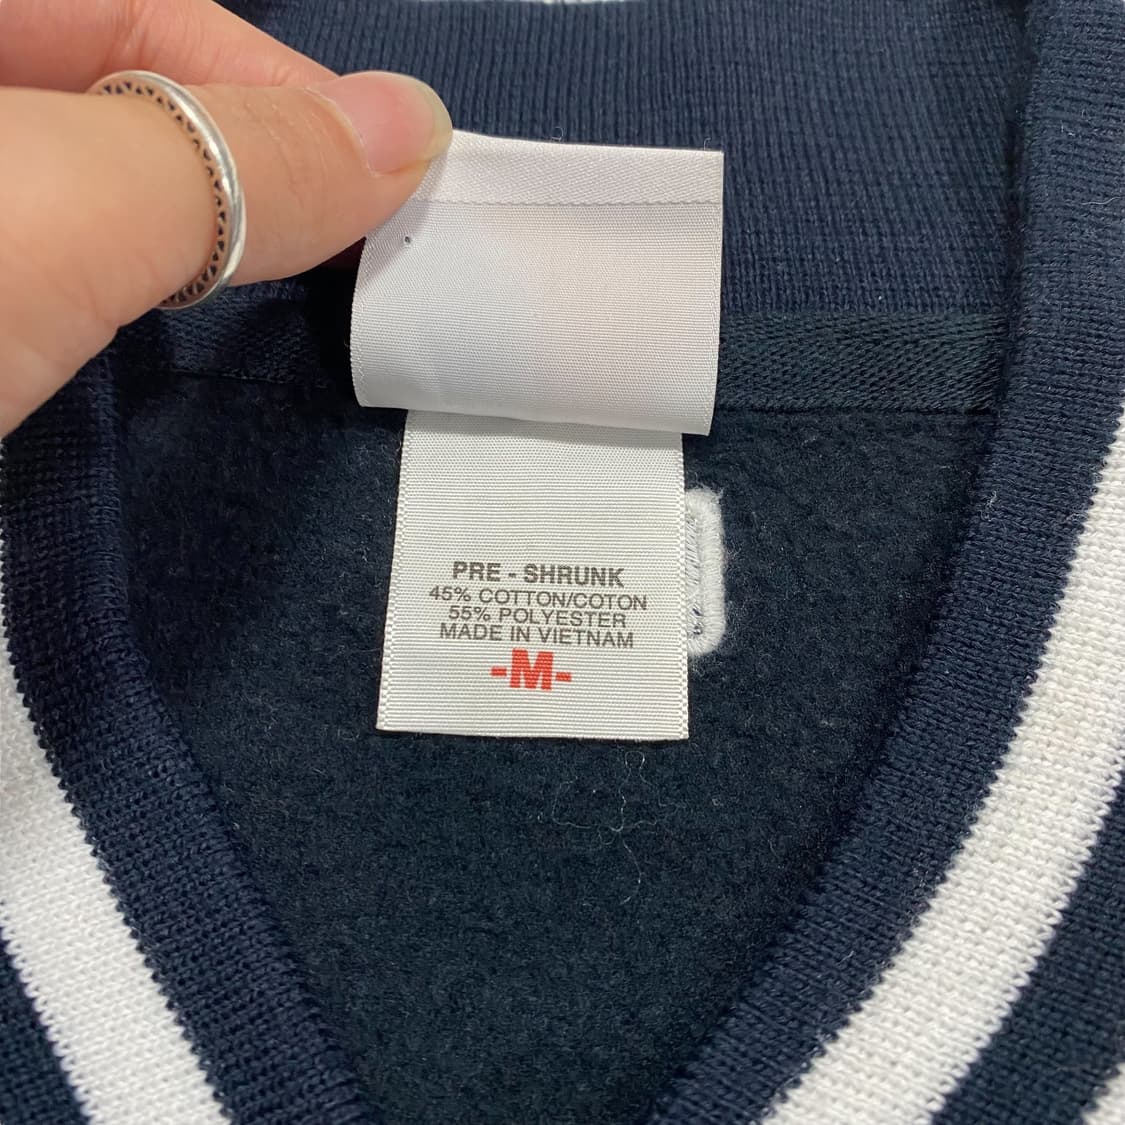 PRE - SHRUNK
45% COTTON/COTON
55% POLYESTER
MADE IN VIETNAM
-M-